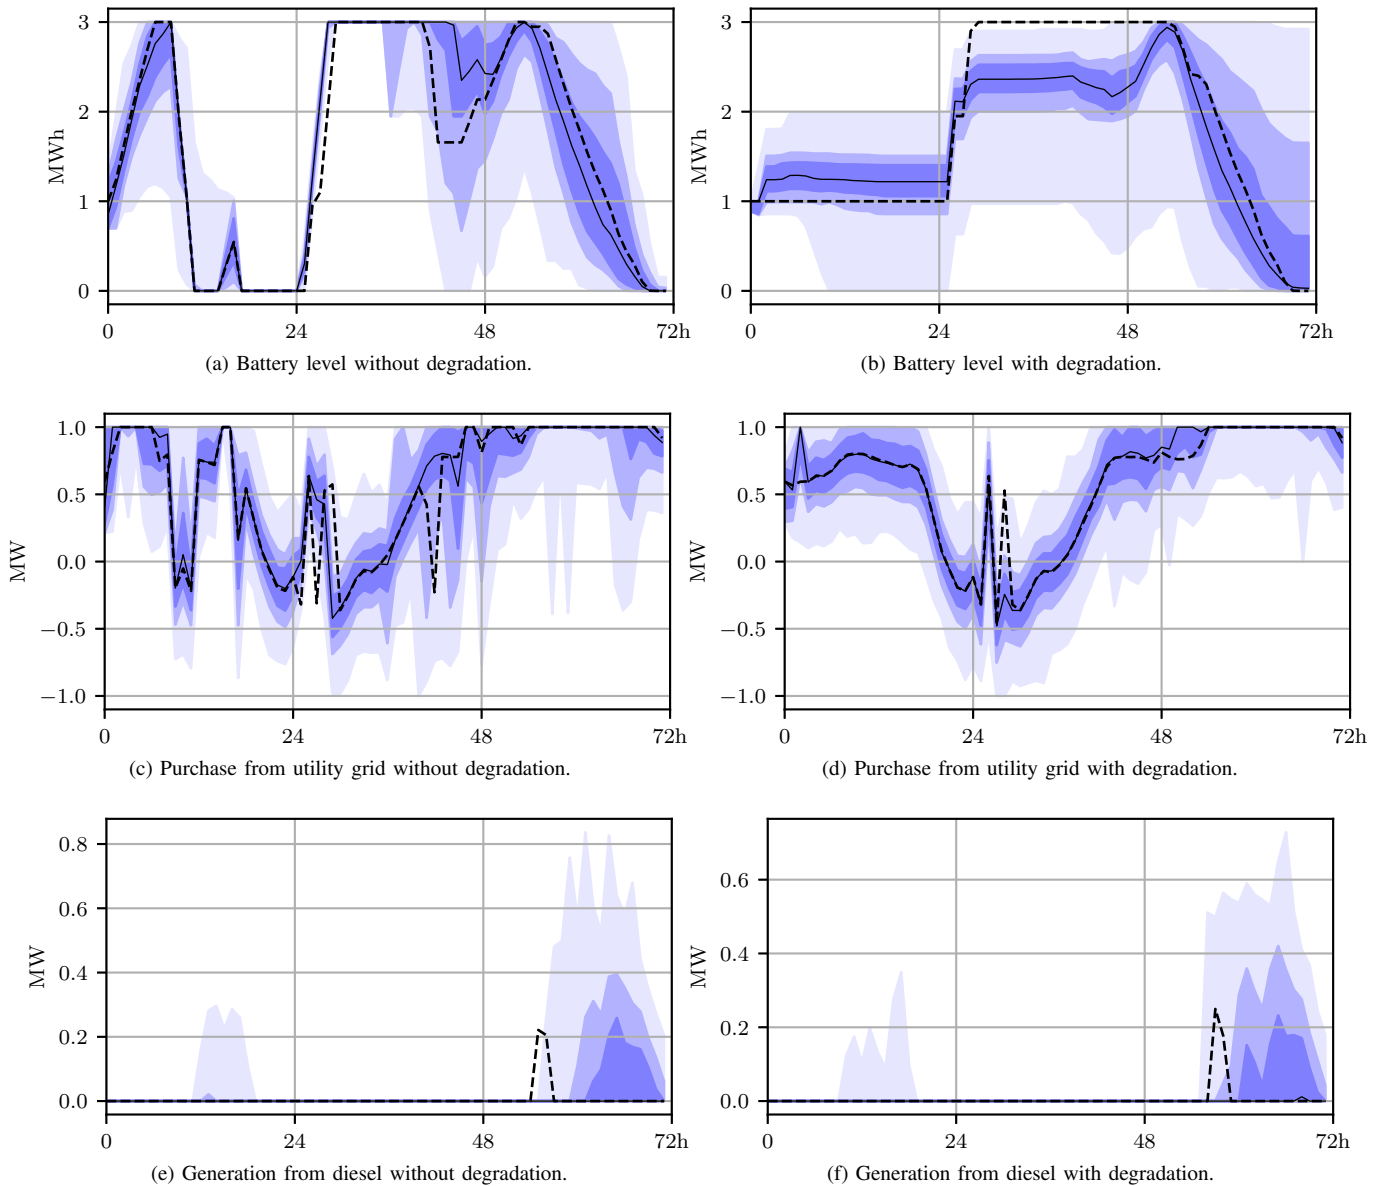 3
2
1
0
MWh
0
24
48
72h
(a) Battery level without degradation.
3
2
1
0
MWh
0
24
48
72h
(b) Battery level with degradation.
1.0
0.5
0.0
−0.5
−1.0
MW
0
24
48
72h
(c) Purchase from utility grid without degradation.
1.0
0.5
0.0
−0.5
−1.0
MW
0
24
48
72h
(d) Purchase from utility grid with degradation.
0.8
0.6
0.4
0.2
0.0
MW
0
24
48
72h
(e) Generation from diesel without degradation.
0.6
0.4
0.2
0.0
MW
0
24
48
72h
(f) Generation from diesel with degradation.